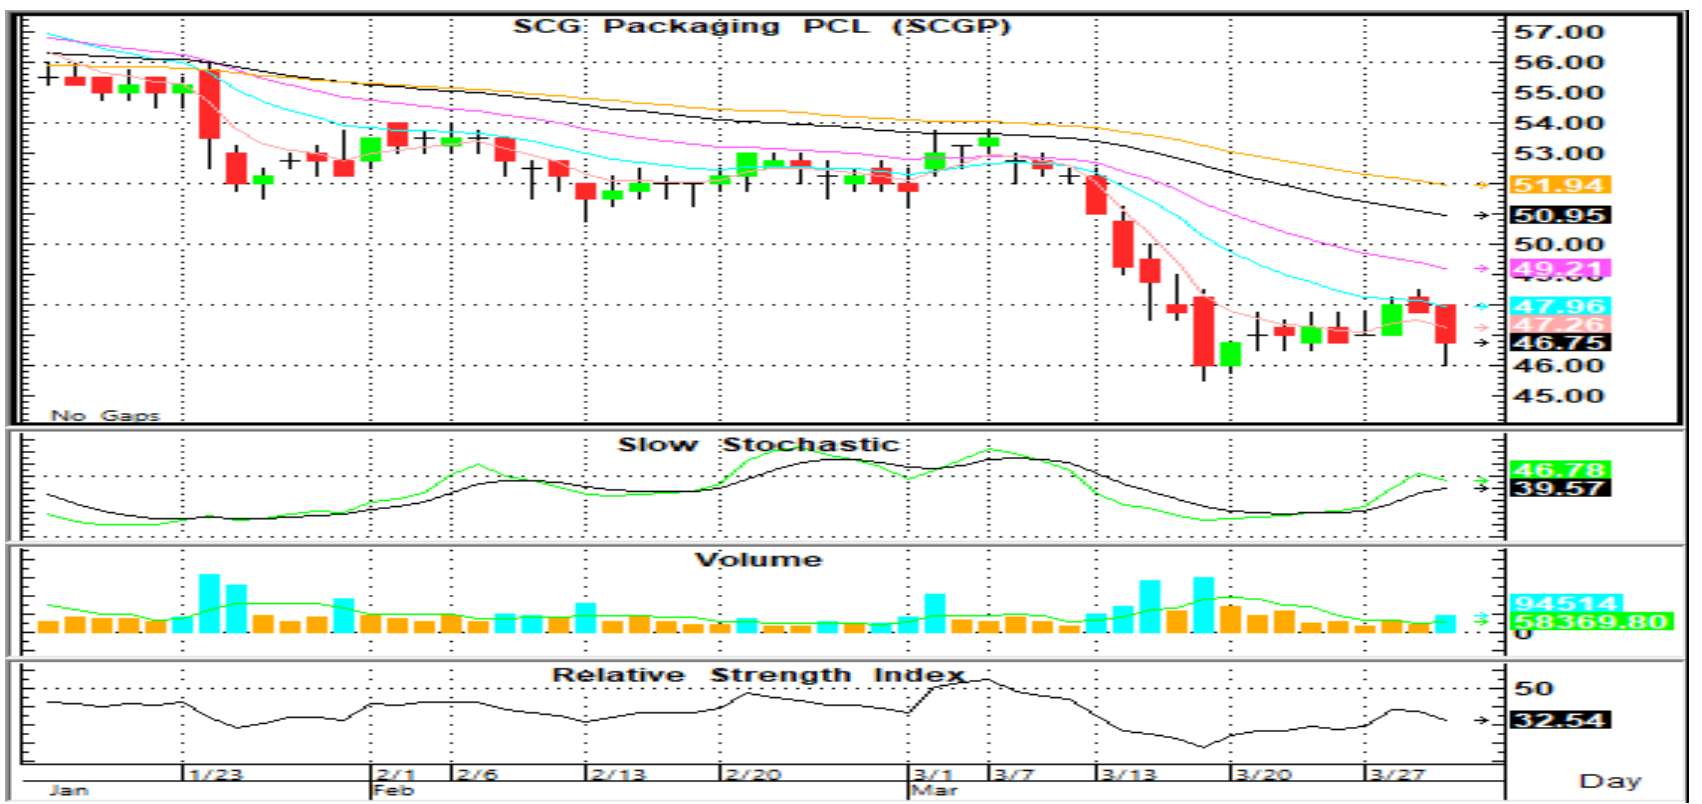 SCG Packaging PCL (SCGP)
57.00
56.00
55.00
54.00
53.00
51.94
50.95
50.00
49.21
47.96
47.26
46.75
46.00
45.00
No Gaps
Slow Stochastic
46.78
39.57
Volume
94514
58369.80
0
Relative Strength Index
50
32.54
1/23 2/1 2/6 2/13 2/20 3/1 3/7 3/13 3/20 3/27
Jan Feb Mar
Day